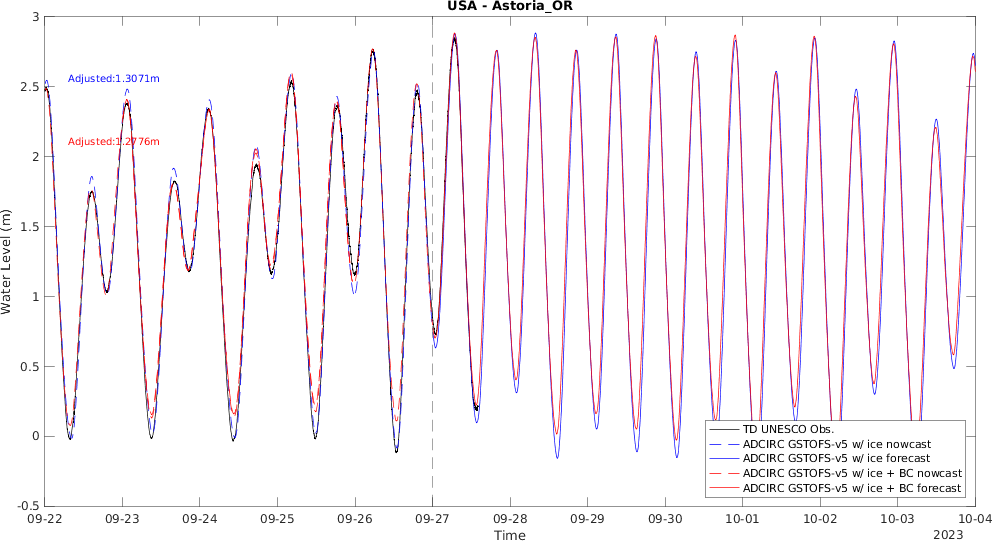 USA - Astoria_OR
3
2.5
2
1.5
1
0.5
0
-0.5
Water Level (m)
Adjusted:1.3071m
Adjusted:1.2776m
TD UNESCO Obs.
ADCIRC GSTOFS-v5 w/ ice nowcast
ADCIRC GSTOFS-v5 w/ ice forecast
ADCIRC GSTOFS-v5 w/ ice + BC nowcast
ADCIRC GSTOFS-v5 w/ ice + BC forecast
09-22 09-23 09-24 09-25 09-26 09-27 09-28 09-29 09-30 10-01 10-02 10-03 10-04
Time
2023